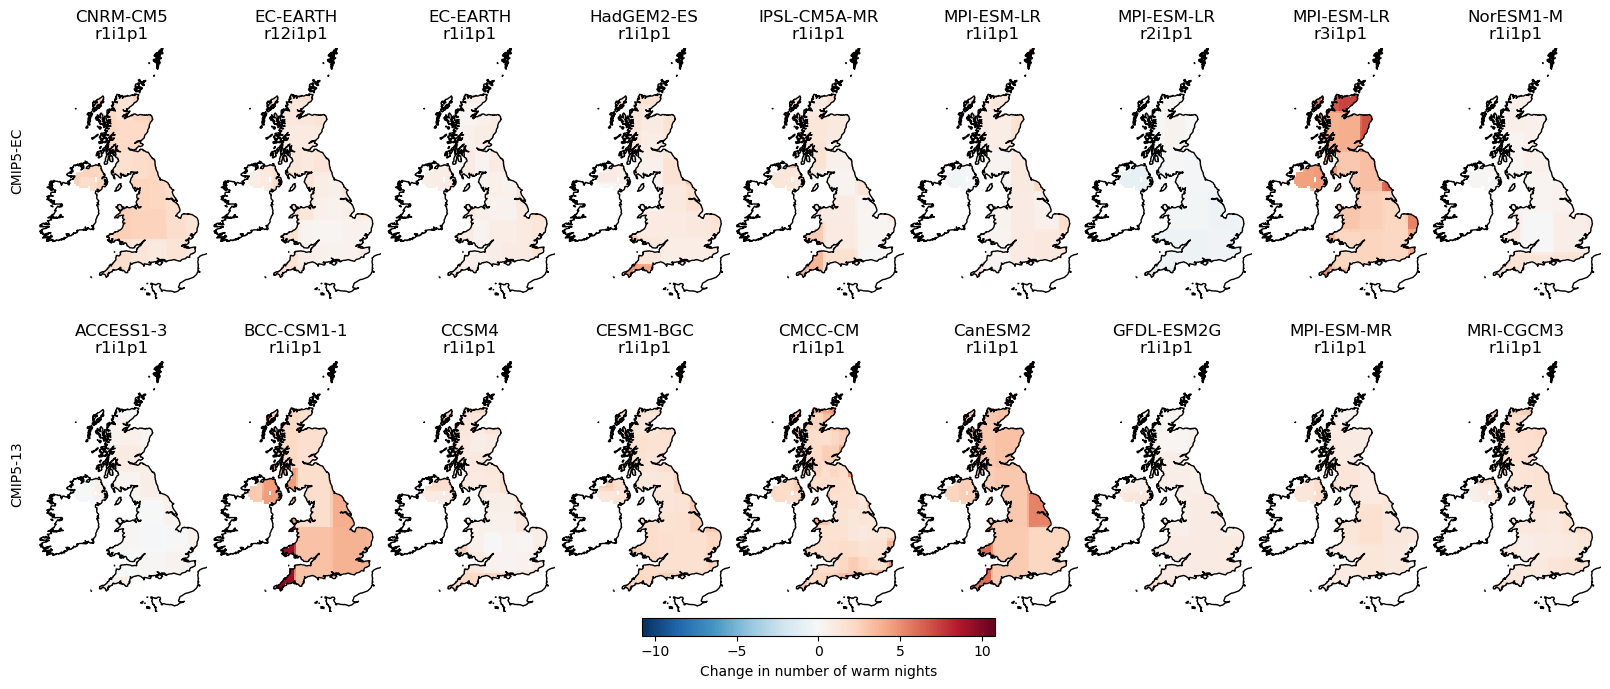 CNRM-CM5
r1i1p1
EC-EARTH
r12i1p1
EC-EARTH
r1i1p1
HadGEM2-ES
r1i1p1
IPSL-CM5A-MR
r1i1p1
MPI-ESM-LR
r1i1p1
MPI-ESM-LR
r2i1p1
MPI-ESM-LR
r3i1p1
NorESM1-M
r1i1p1
CMIP5-EC
ACCESS1-3
r1i1p1
BCC-CSM1-1
r1i1p1
CCSM4
r1i1p1
CESM1-BGC
r1i1p1
CMCC-CM
r1i1p1
CanESM2
r1i1p1
GFDL-ESM2G
r1i1p1
MPI-ESM-MR
r1i1p1
MRI-CGCM3
r1i1p1
CMIP5-13
−10 −5 0 5 10
Change in number of warm nights